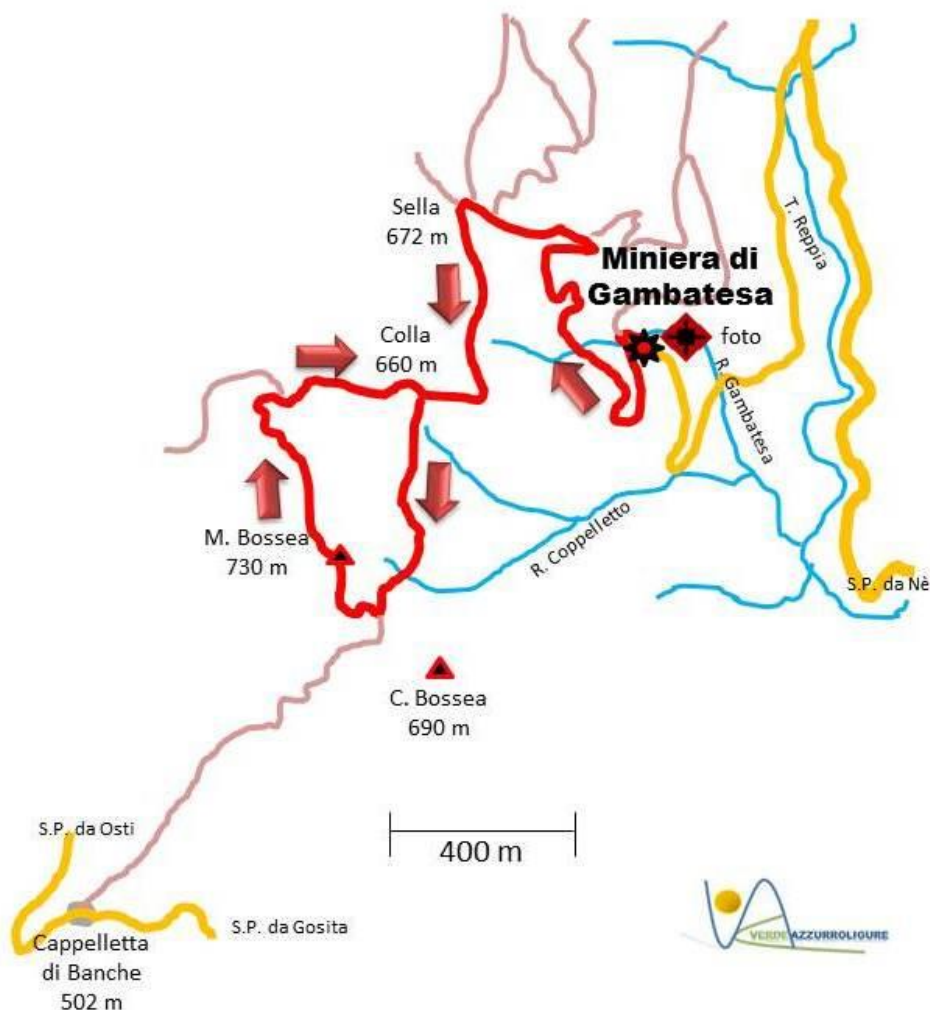 Sella
672 m
Miniera di
Gambatesa
foto
T. Reppia
Colla
660 m
R. Gambatesa
M. Bossea
730 m
R. Coppelletto
S.P. da Nè
C. Bossea
690 m
400 m
S.P. da Osti
S.P. da Gosita
Cappelletta
di Banche
502 m
VERDEAZZURROLIGURE